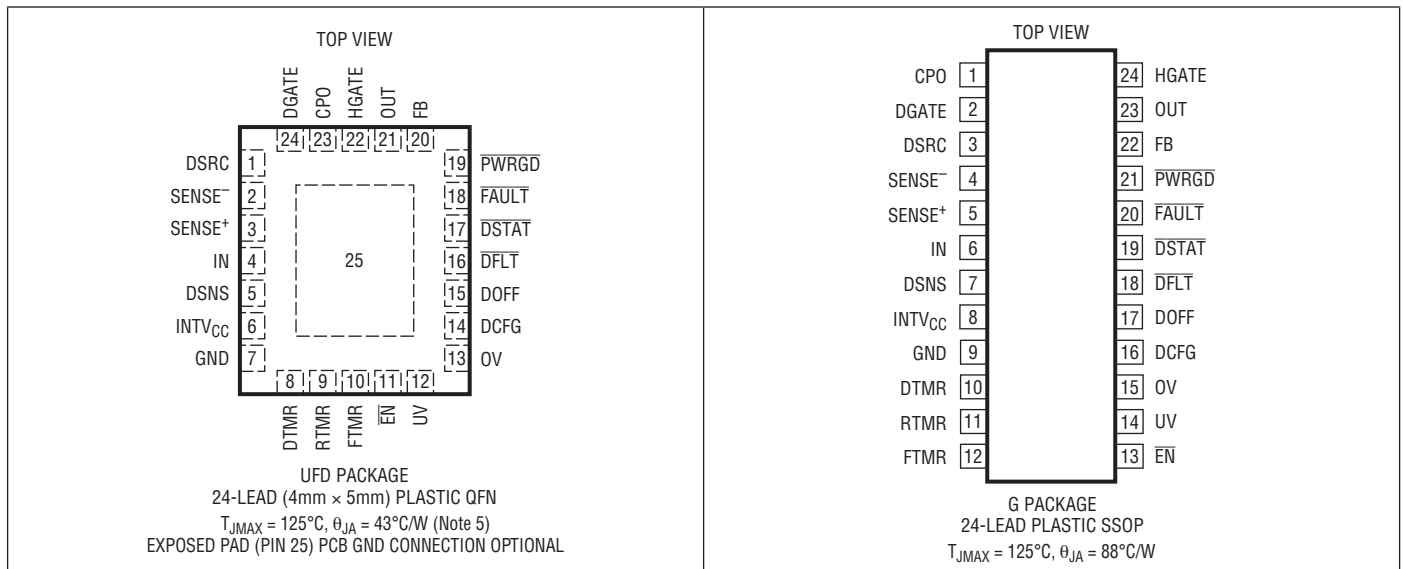 TOP VIEW
DGATE
CPO
HGATE
OUT
FB
24 23 22 21 20
DSRC 1
SENSE⁻ 2
SENSE⁺ 3
IN 4
DSNS 5
INTVCC 6
GND 7
19 PWRGD
18 FAULT
17 DSTAT
16 DFLT
15 DOFF
14 DCFG
13 OV
25
8 9 10 11 12
DTMR
RTMR
FTMR
EN
UV
UFD PACKAGE
24-LEAD (4mm × 5mm) PLASTIC QFN
TJMAX = 125°C, θJA = 43°C/W (Note 5)
EXPOSED PAD (PIN 25) PCB GND CONNECTION OPTIONAL
TOP VIEW
CPO 1
DGATE 2
DSRC 3
SENSE⁻ 4
SENSE⁺ 5
IN 6
DSNS 7
INTVCC 8
GND 9
DTMR 10
RTMR 11
FTMR 12
24 HGATE
23 OUT
22 FB
21 PWRGD
20 FAULT
19 DSTAT
18 DFLT
17 DOFF
16 DCFG
15 OV
14 UV
13 EN
G PACKAGE
24-LEAD PLASTIC SSOP
TJMAX = 125°C, θJA = 88°C/W